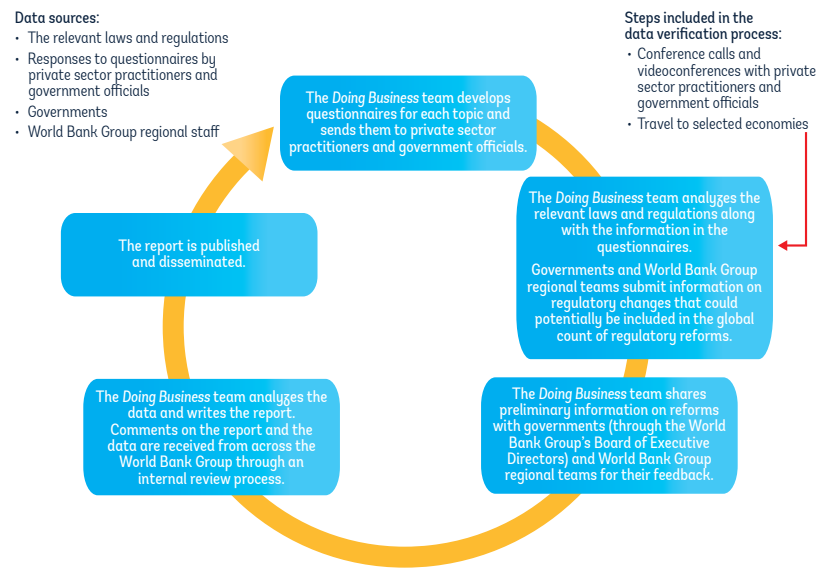 Data sources:
• The relevant laws and regulations
• Responses to questionnaires by
private sector practitioners and
government officials
• Governments
• World Bank Group regional staff
Steps included in the
data verification process:
• Conference calls and
videoconferences with private
sector practitioners and
government officials
• Travel to selected economies
The Doing Business team develops
questionnaires for each topic and
sends them to private sector
practitioners and government officials.
The Doing Business team analyzes the
relevant laws and regulations along
with the information in the
questionnaires.
Governments and World Bank Group
regional teams submit information on
regulatory changes that could
potentially be included in the global
count of regulatory reforms.
The Doing Business team shares
preliminary information on reforms
with governments (through the World
Bank Group's Board of Executive
Directors) and World Bank Group
regional teams for their feedback.
The Doing Business team analyzes the
data and writes the report.
Comments on the report and the
data are received from across the
World Bank Group through an
internal review process.
The report is published
and disseminated.